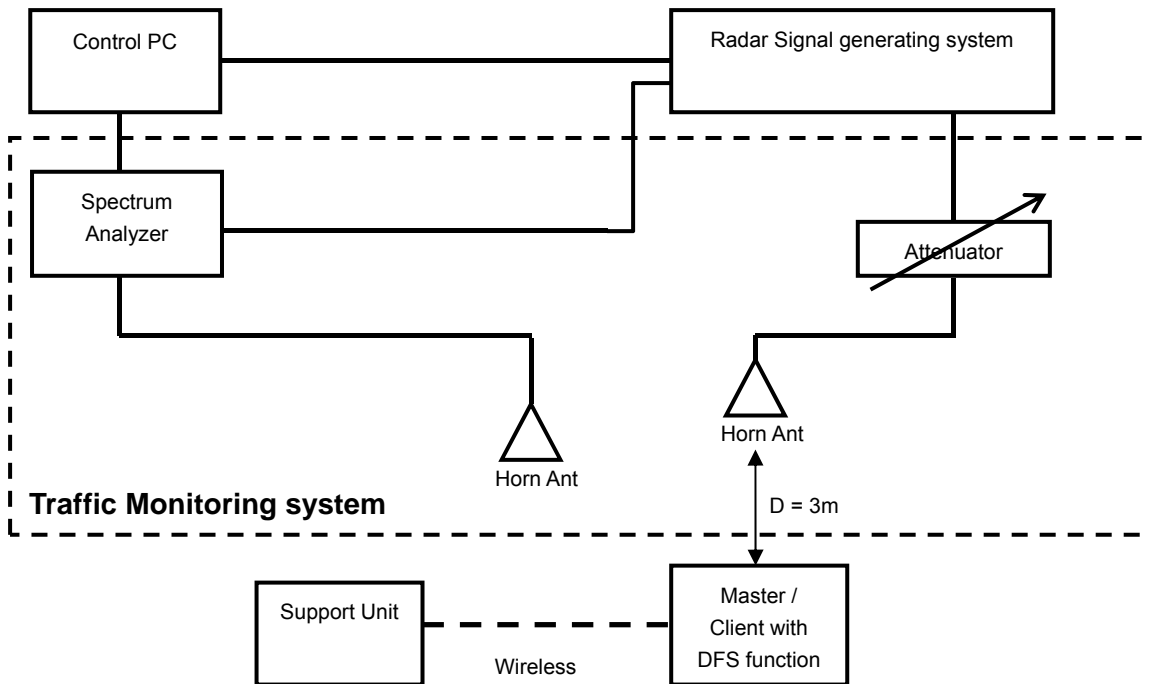 Control PC
Radar Signal generating system
Spectrum
Analyzer
Attenuator
Horn Ant
Horn Ant
Traffic Monitoring system
D = 3m
Support Unit
Wireless
Master /
Client with
DFS function